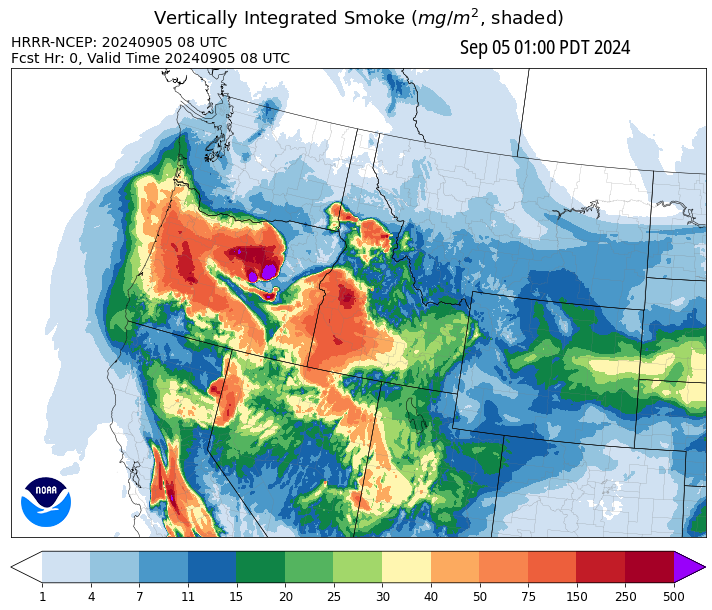 Vertically Integrated Smoke (mg/m², shaded)
HRRR-NCEP: 20240905 08 UTC
Fcst Hr: 0, Valid Time 20240905 08 UTC
Sep 05 01:00 PDT 2024
NOAA
1 4 7 11 15 20 25 30 40 50 75 150 250 500